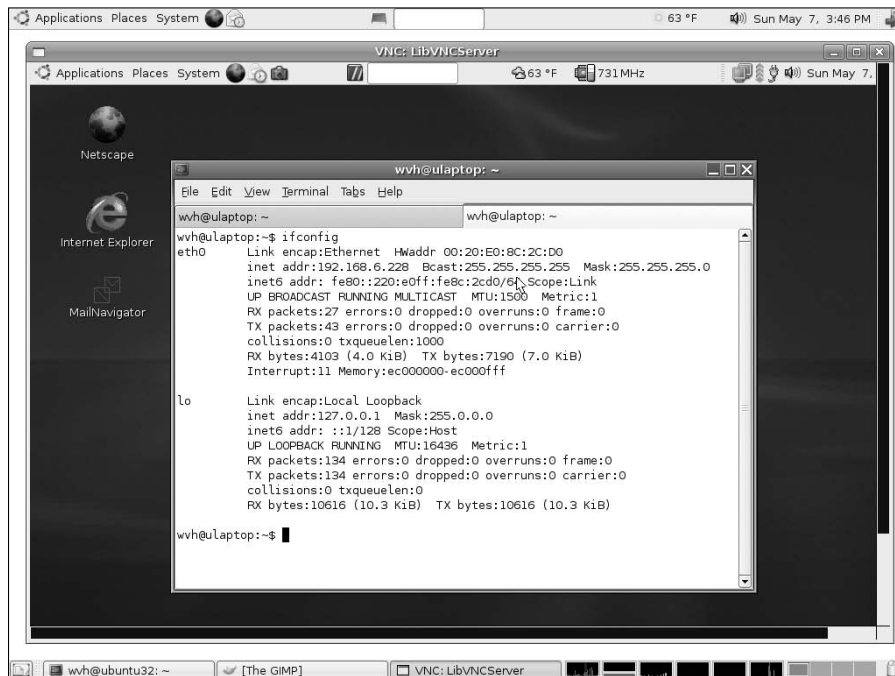 Applications Places System 63 °F Sun May 7, 3:46 PM
VNC: LibVNCServer
Applications Places System 63 °F 731 MHz Sun May 7,
Netscape
Internet Explorer
MailNavigator
wvh@ulaptop: ~
File Edit View Terminal Tabs Help
wvh@ulaptop: ~ wvh@ulaptop: ~
wvh@ulaptop:~$ ifconfig
eth0 Link encap:Ethernet HWaddr 00:20:E0:8C:2C:D0
inet addr:192.168.6.228 Bcast:255.255.255.255 Mask:255.255.255.0
inet6 addr: fe80::220:e0ff:fe8c:2cd0/64 Scope:Link
UP BROADCAST RUNNING MULTICAST MTU:1500 Metric:1
RX packets:27 errors:0 dropped:0 overruns:0 frame:0
TX packets:43 errors:0 dropped:0 overruns:0 carrier:0
collisions:0 txqueuelen:1000
RX bytes:4103 (4.0 KiB) TX bytes:7190 (7.0 KiB)
Interrupt:11 Memory:ec000000-ec000fff
lo Link encap:Local Loopback
inet addr:127.0.0.1 Mask:255.0.0.0
inet6 addr: ::1/128 Scope:Host
UP LOOPBACK RUNNING MTU:16436 Metric:1
RX packets:134 errors:0 dropped:0 overruns:0 frame:0
TX packets:134 errors:0 dropped:0 overruns:0 carrier:0
collisions:0 txqueuelen:0
RX bytes:10616 (10.3 KiB) TX bytes:10616 (10.3 KiB)
wvh@ulaptop:~$
wvh@ubuntu32: ~ [The GIMP] VNC: LibVNCServer